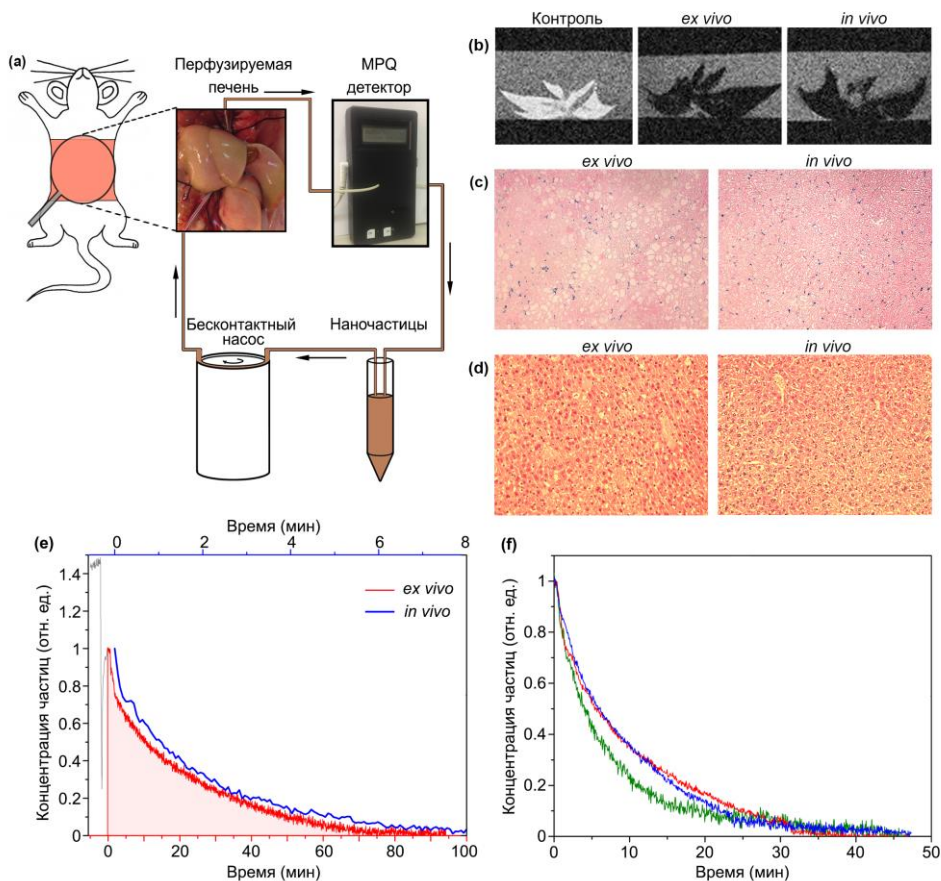 (a)
Перфузируемая
печень
MPQ
детектор
Бесконтактный
насос
Наночастицы
(b)
Контроль
ex vivo
in vivo
(c)
ex vivo
in vivo
(d)
ex vivo
in vivo
(e)
Время (мин)
0 2 4 6 8
Концентрация частиц (отн. ед.)
1.4
1.2
1
0.8
0.6
0.4
0.2
0
ex vivo
in vivo
0 20 40 60 80 100
Время (мин)
(f)
Концентрация частиц (отн. ед.)
1
0.8
0.6
0.4
0.2
0
0 10 20 30 40 50
Время (мин)